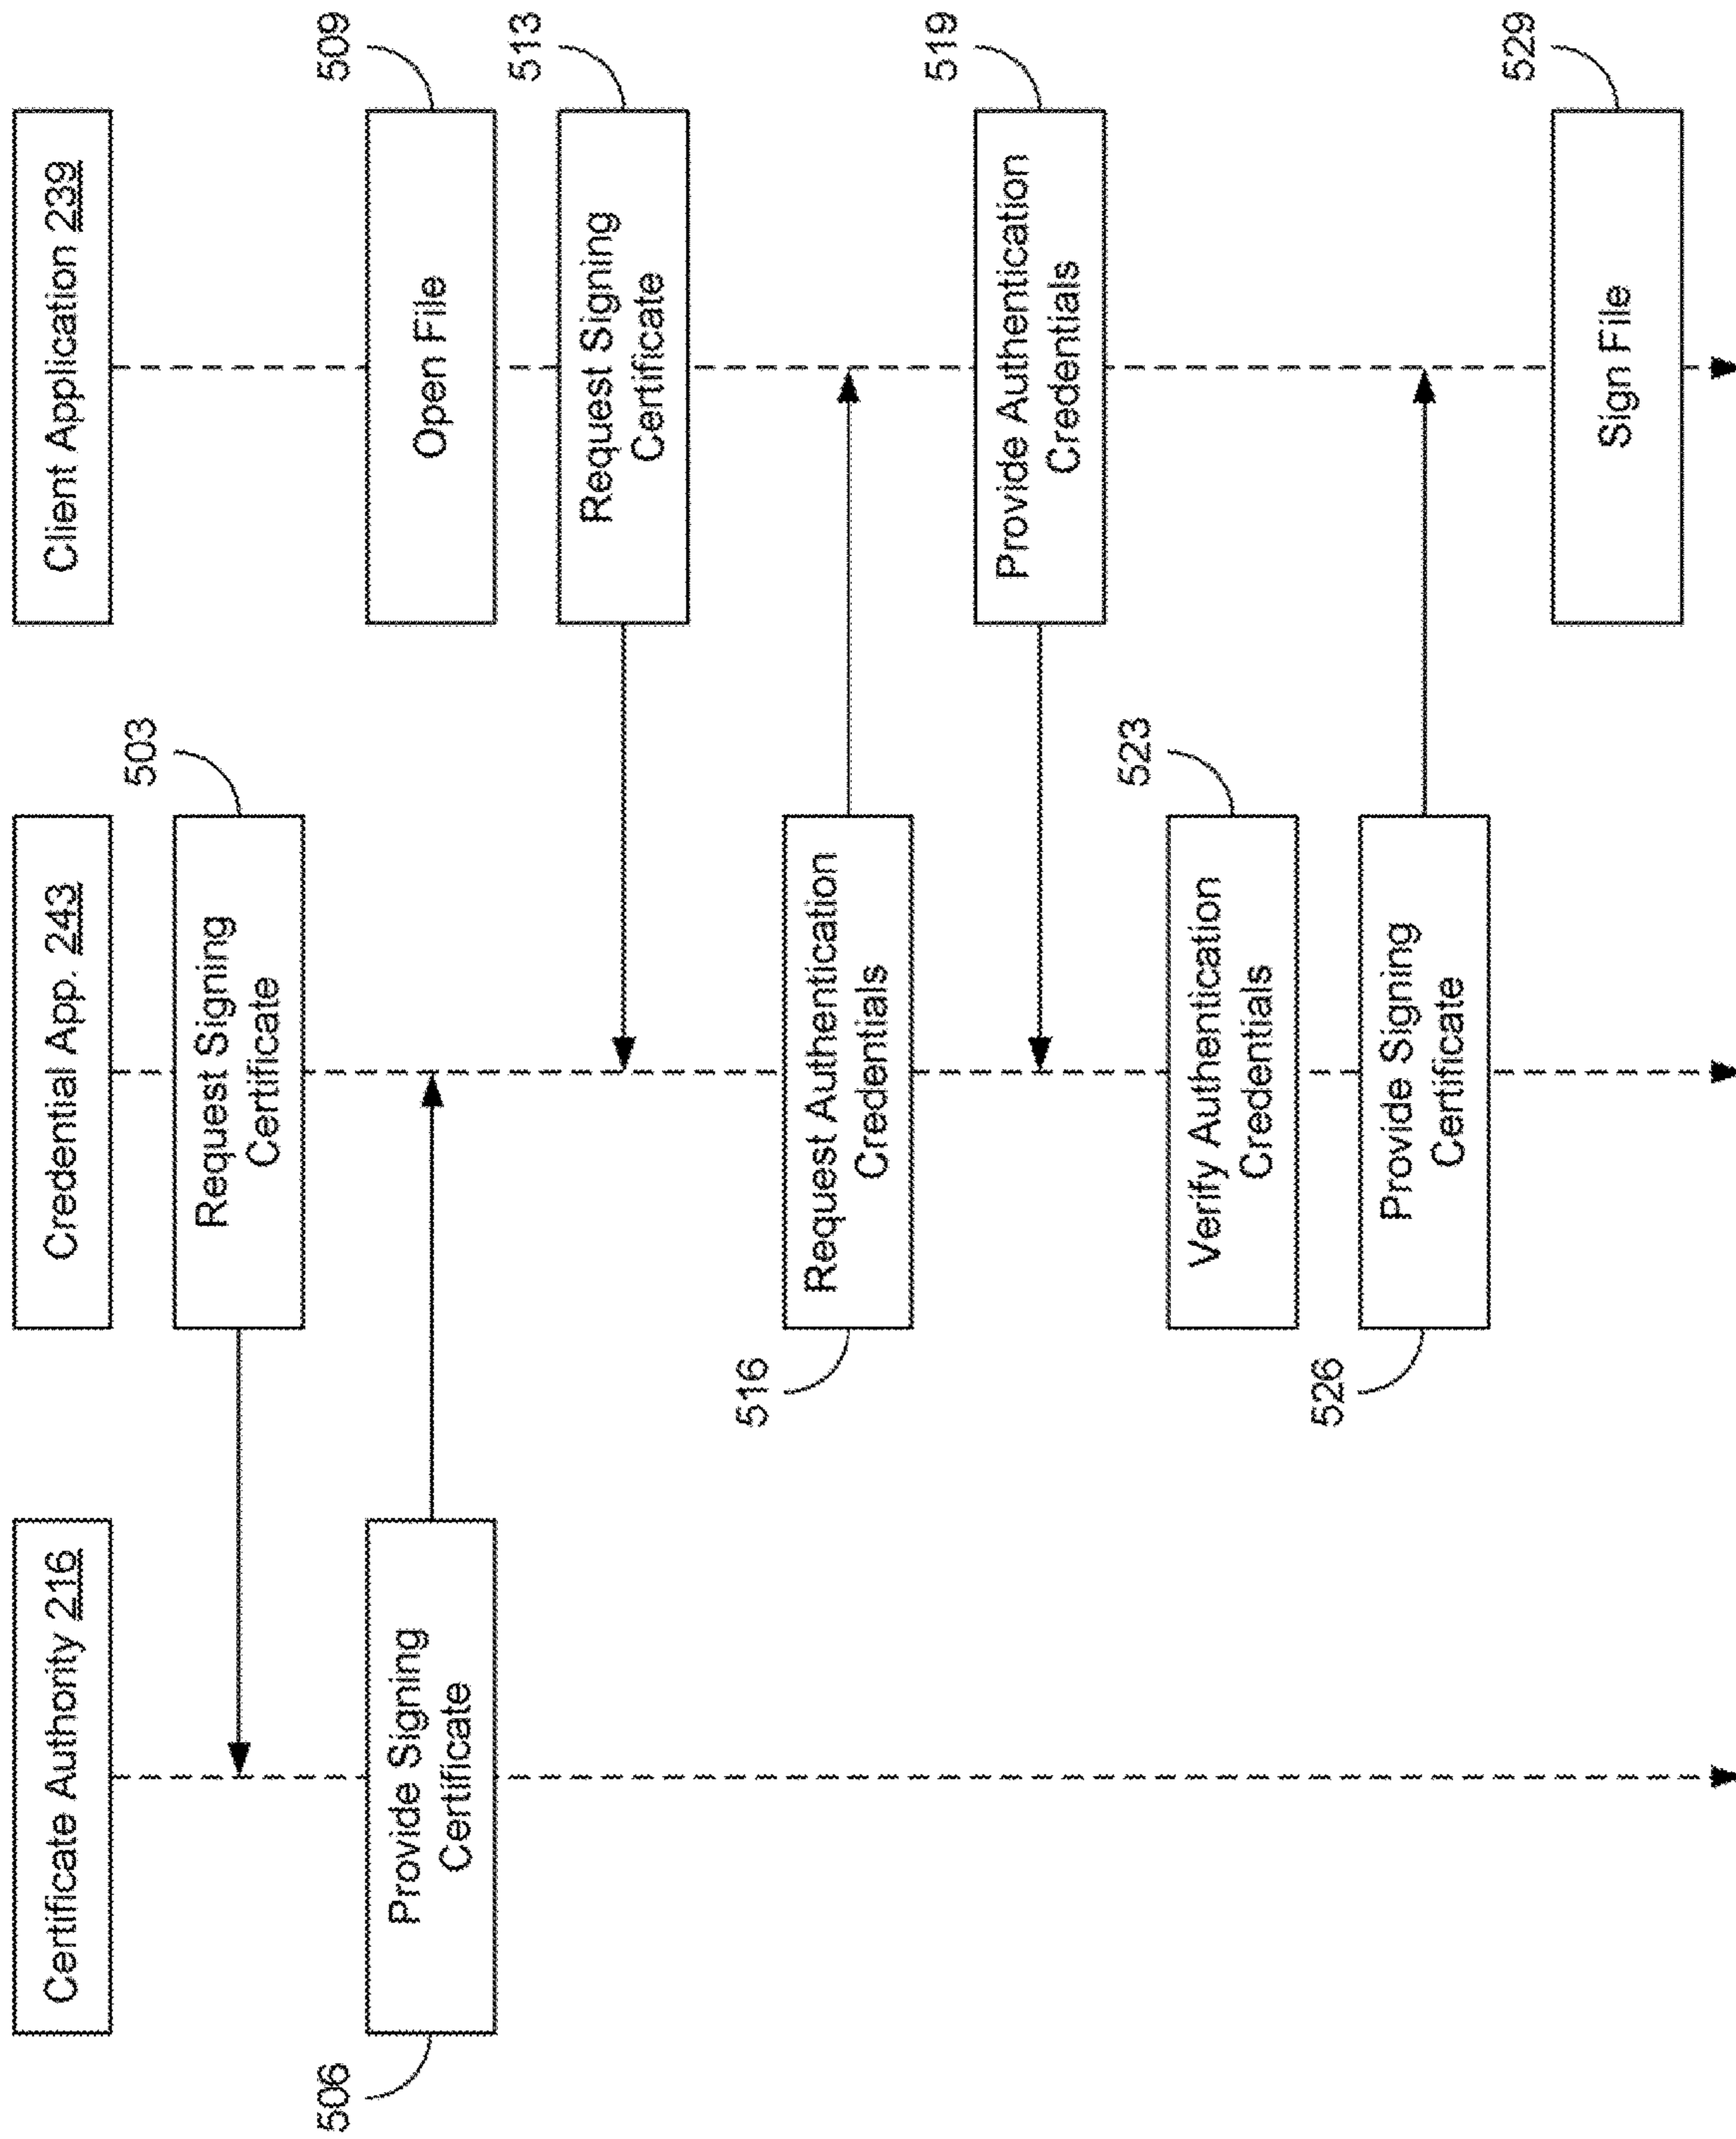 Certificate Authority 216
Credential App. 243
Client Application 239
503
Request Signing
Certificate
506
Provide Signing
Certificate
509
Open File
513
Request Signing
Certificate
516
Request Authentication
Credentials
519
Provide Authentication
Credentials
523
Verify Authentication
Credentials
526
Provide Signing
Certificate
529
Sign File